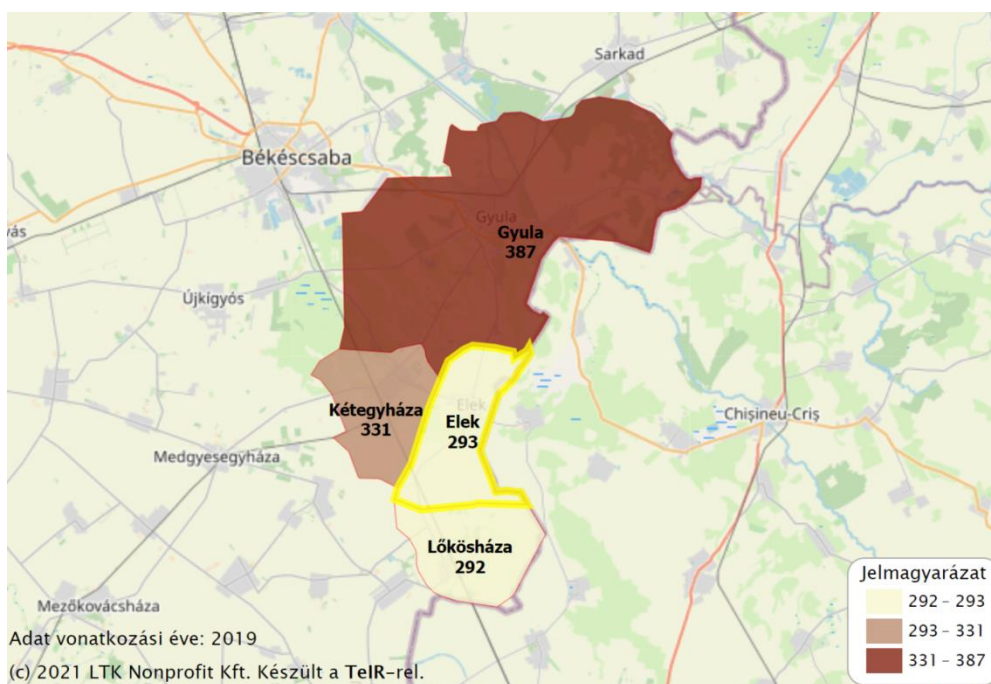 Sarkad
Békéscsaba
Gyula
Gyula
387
Újkígyós
Kétegyháza
331
Elek
Elek
293
Chișineu-Criș
Medgyesegyháza
Lőkösháza
292
Mezőkovácsháza
Jelmagyarázat
292 – 293
293 – 331
331 – 387
Adat vonatkozási éve: 2019
(c) 2021 LTK Nonprofit Kft. Készült a TeIR-rel.